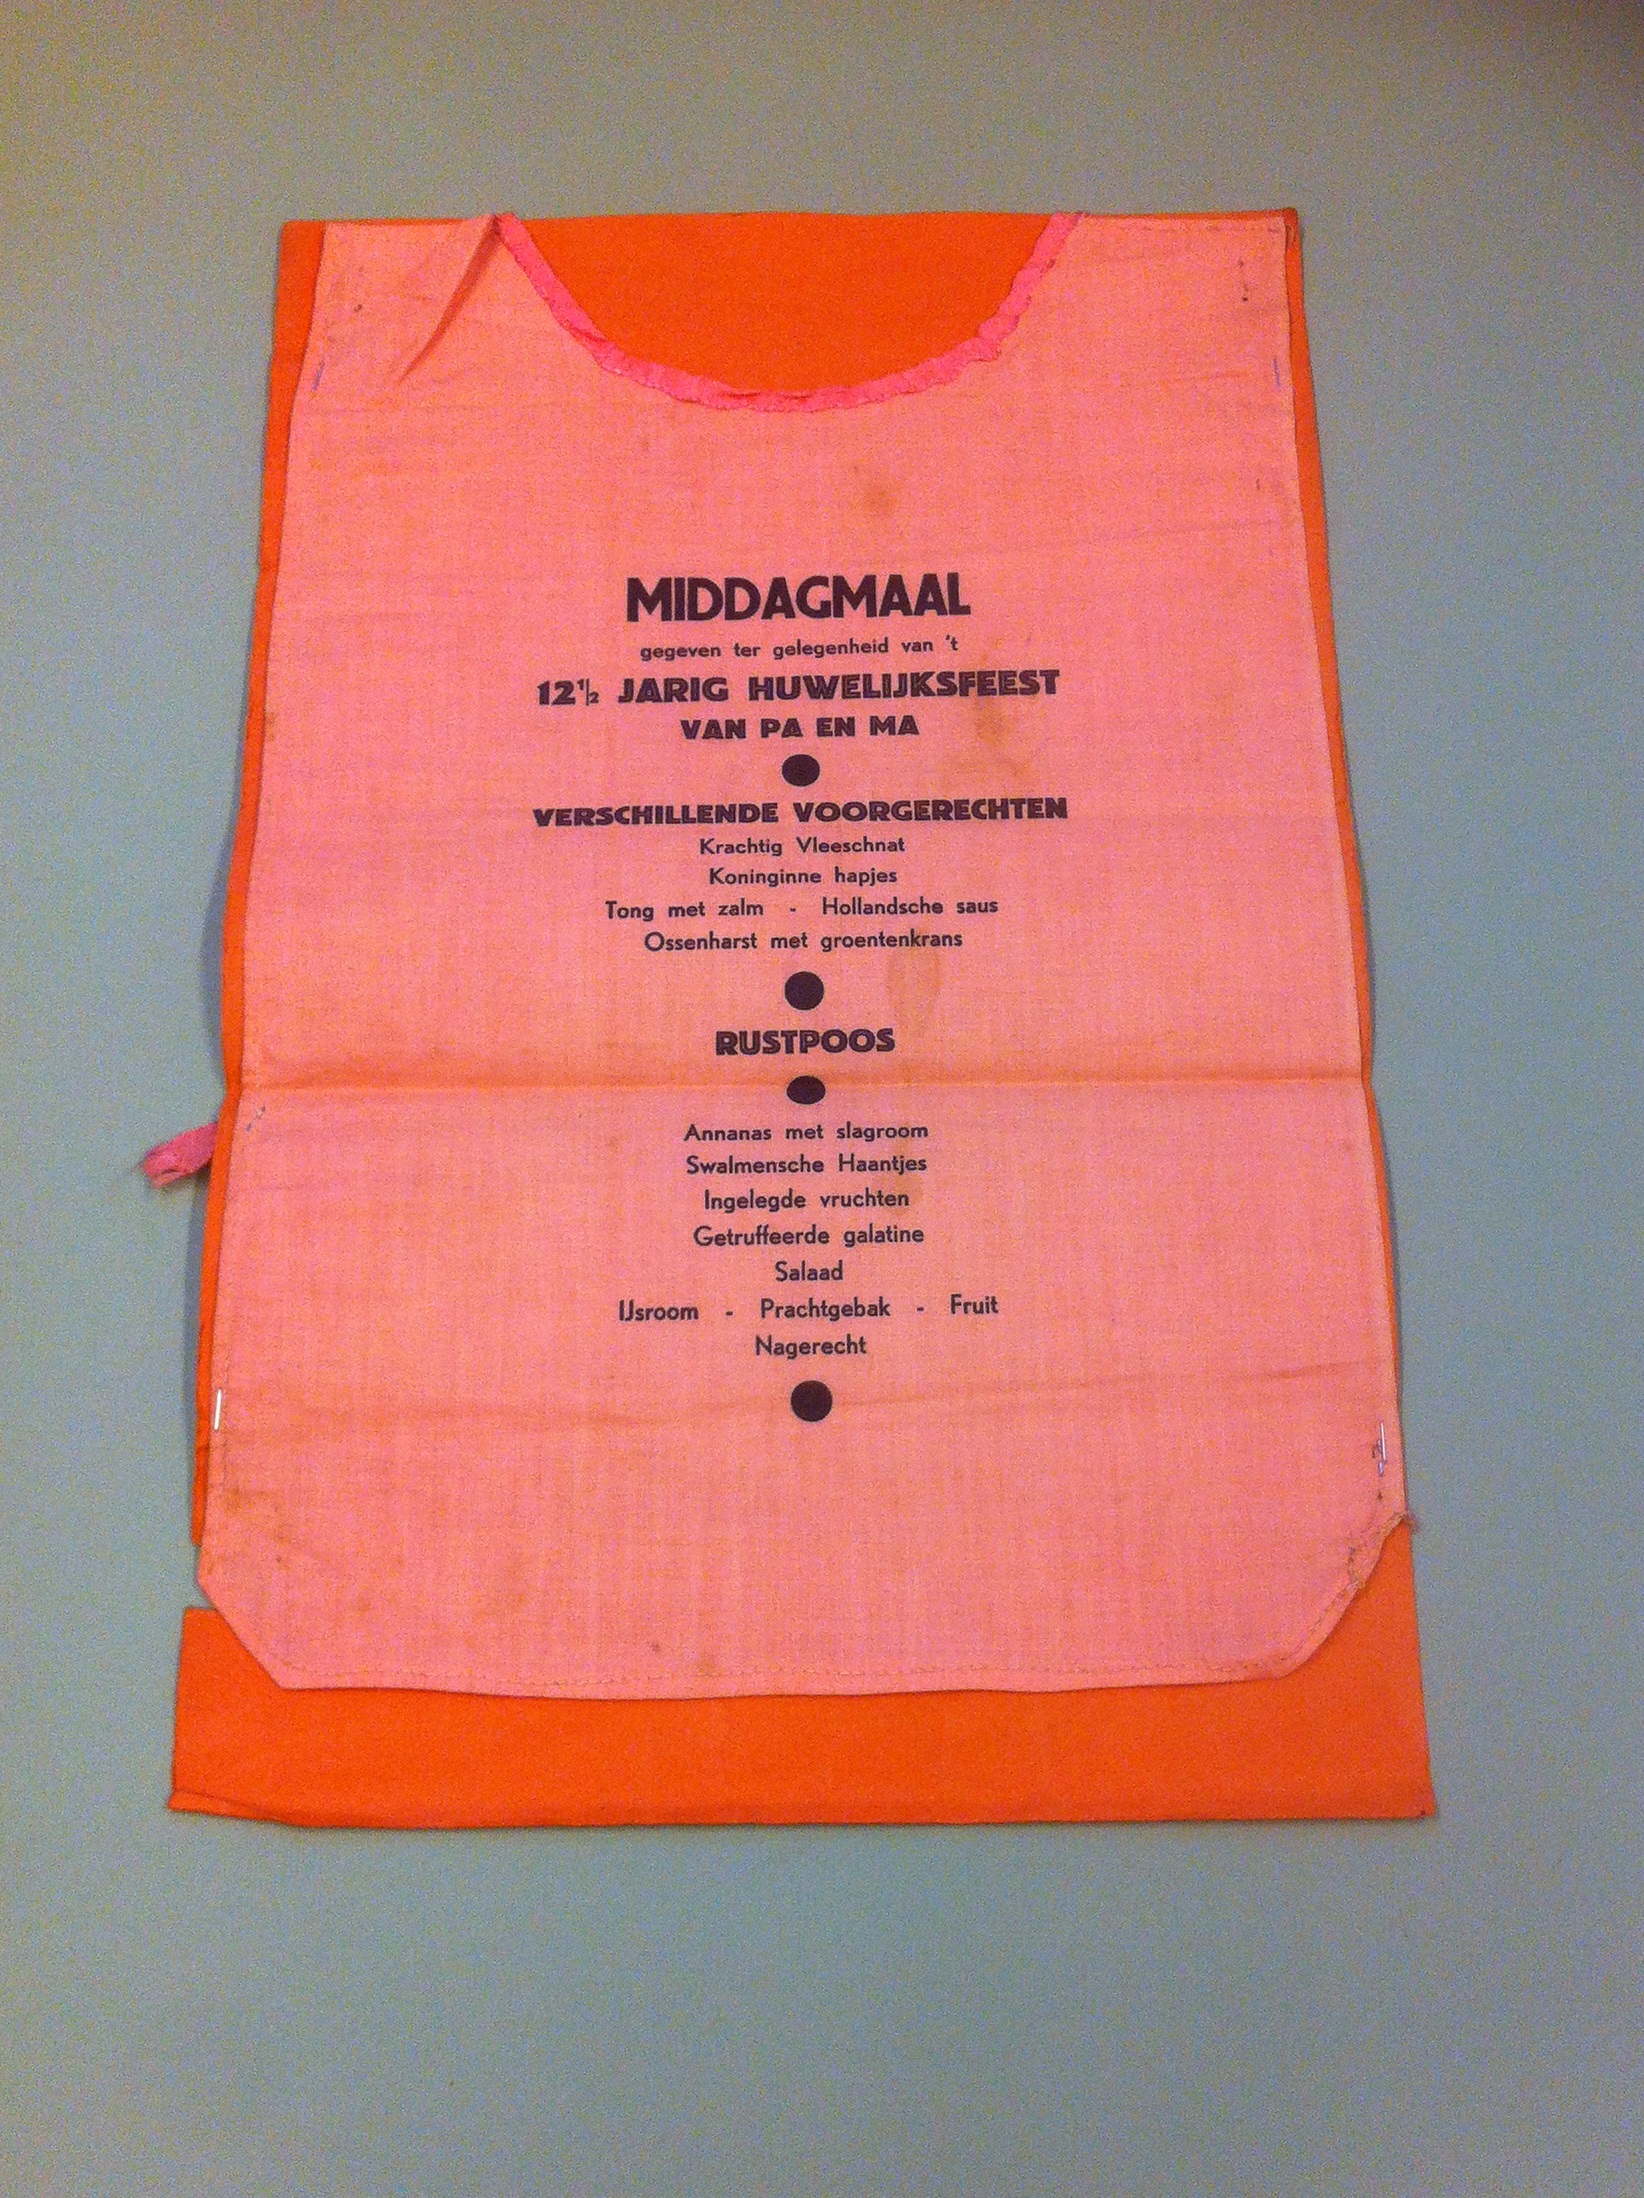 MIDDAGMAAL
gegeven ter gelegenheid van 't
12½ JARIG HUWELIJKSFEEST
VAN PA EN MA
VERSCHILLENDE VOORGERECHTEN
Krachtig Vleeschnat
Koninginne hapjes
Tong met zalm - Hollandsche saus
Ossenharst met groentenkrans
RUSTPOOS
Annanas met slagroom
Swalmensche Haantjes
Ingelegde vruchten
Getruffeerde galatine
Salaad
IJsroom - Prachtgebak - Fruit
Nagerecht